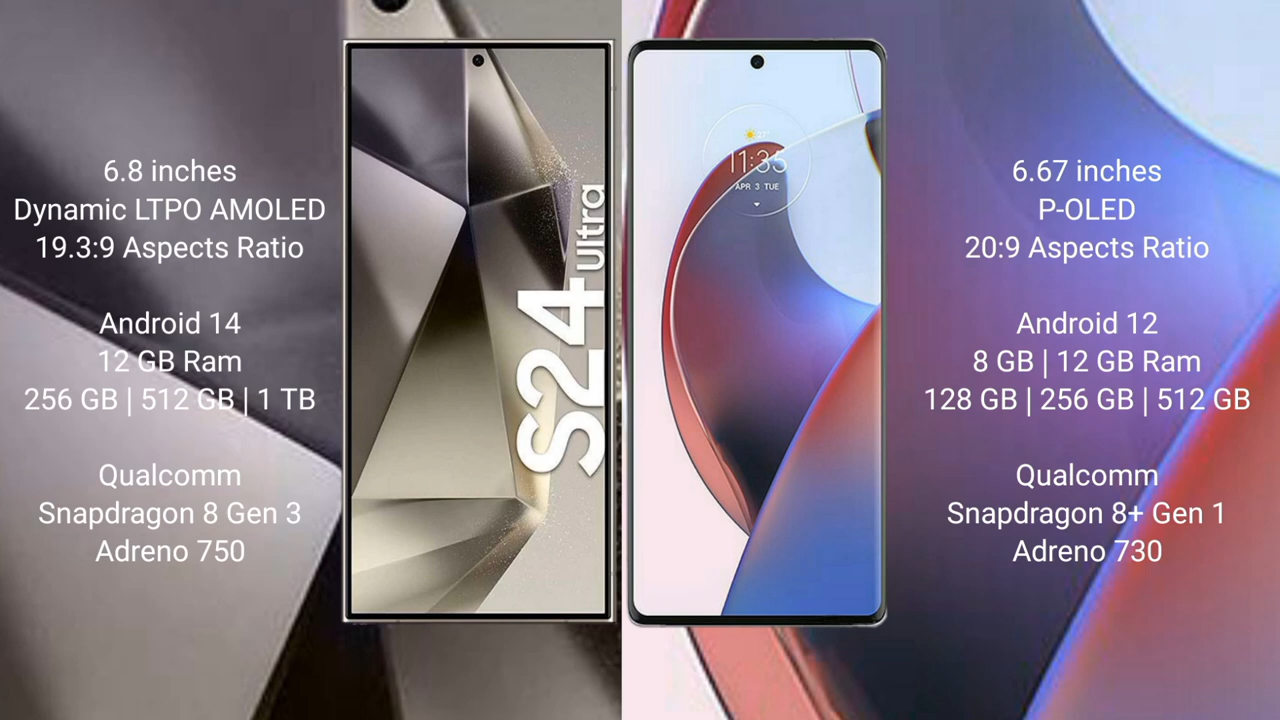 6.8 inches
Dynamic LTPO AMOLED
19.3:9 Aspects Ratio
Android 14
12 GB Ram
256 GB | 512 GB | 1 TB
Qualcomm
Snapdragon 8 Gen 3
Adreno 750
S24 ultra
11:35
APR 3 TUE
6.67 inches
P-OLED
20:9 Aspects Ratio
Android 12
8 GB | 12 GB Ram
128 GB | 256 GB | 512 GB
Qualcomm
Snapdragon 8+ Gen 1
Adreno 730